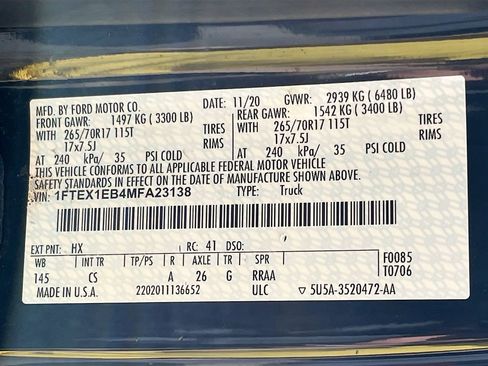 MFD. BY FORD MOTOR CO. DATE: 11/20 GVWR: 2939 KG ( 6480 LB)
FRONT GAWR: 1497 KG ( 3300 LB) REAR GAWR: 1542 KG ( 3400 LB)
WITH 265/70R17 115T TIRES WITH 265/70R17 115T TIRES
17x7.5J RIMS 17x7.5J RIMS
AT 240 kPa/ 35 PSI COLD AT 240 kPa/ 35 PSI COLD
THIS VEHICLE CONFORMS TO ALL APPLICABLE FEDERAL MOTOR VEHICLE
SAFETY STANDARDS IN EFFECT ON THE DATE OF MANUFACTURE SHOWN ABOVE.
VIN: 1FTEX1EB4MFA23138 TYPE: Truck
EXT PNT: HX RC: 41 DSO: F0085
WB INT TR TP/PS R AXLE TR SPR T0706
145 CS A 26 G RRAA
MADE IN U.S.A. 2202011136652 ULC ▽ 5U5A-3520472-AA